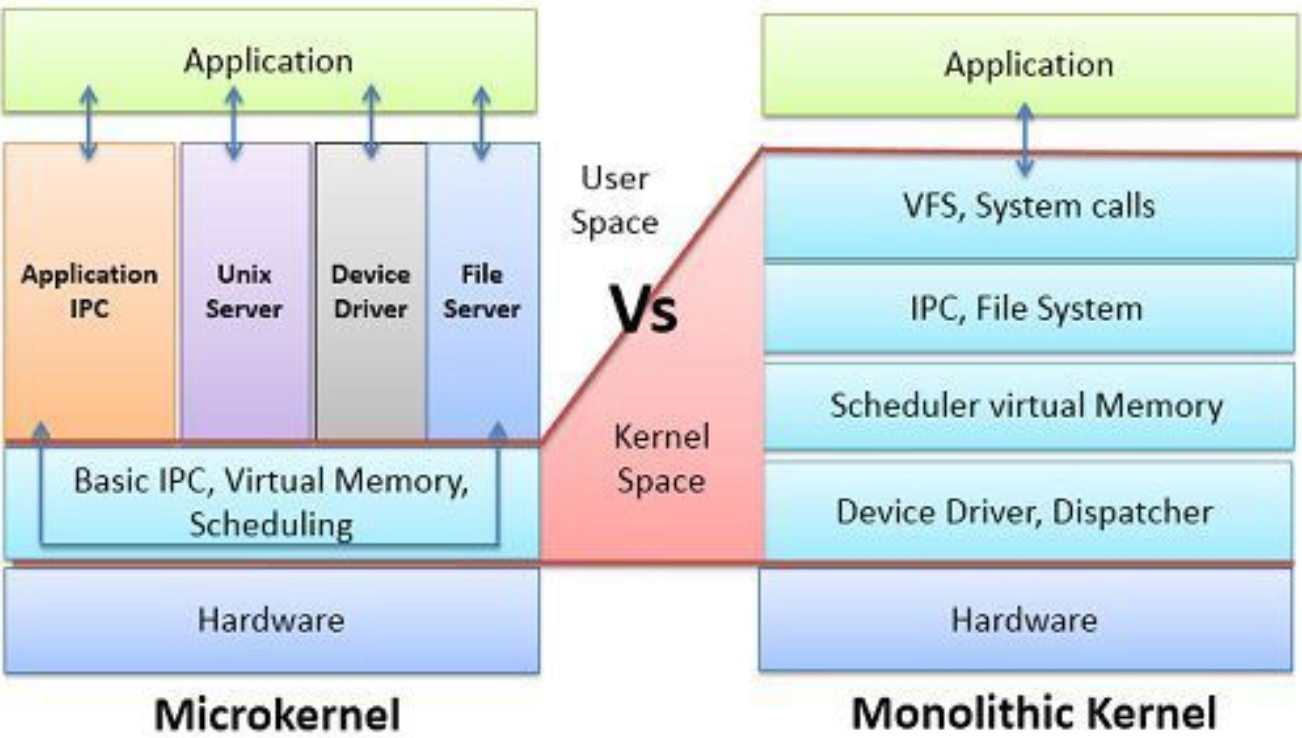 Application
Application
IPC
Unix
Server
Device
Driver
File
Server
Basic IPC, Virtual Memory,
Scheduling
Hardware
Microkernel
User
Space
Vs
Kernel
Space
Application
VFS, System calls
IPC, File System
Scheduler virtual Memory
Device Driver, Dispatcher
Hardware
Monolithic Kernel